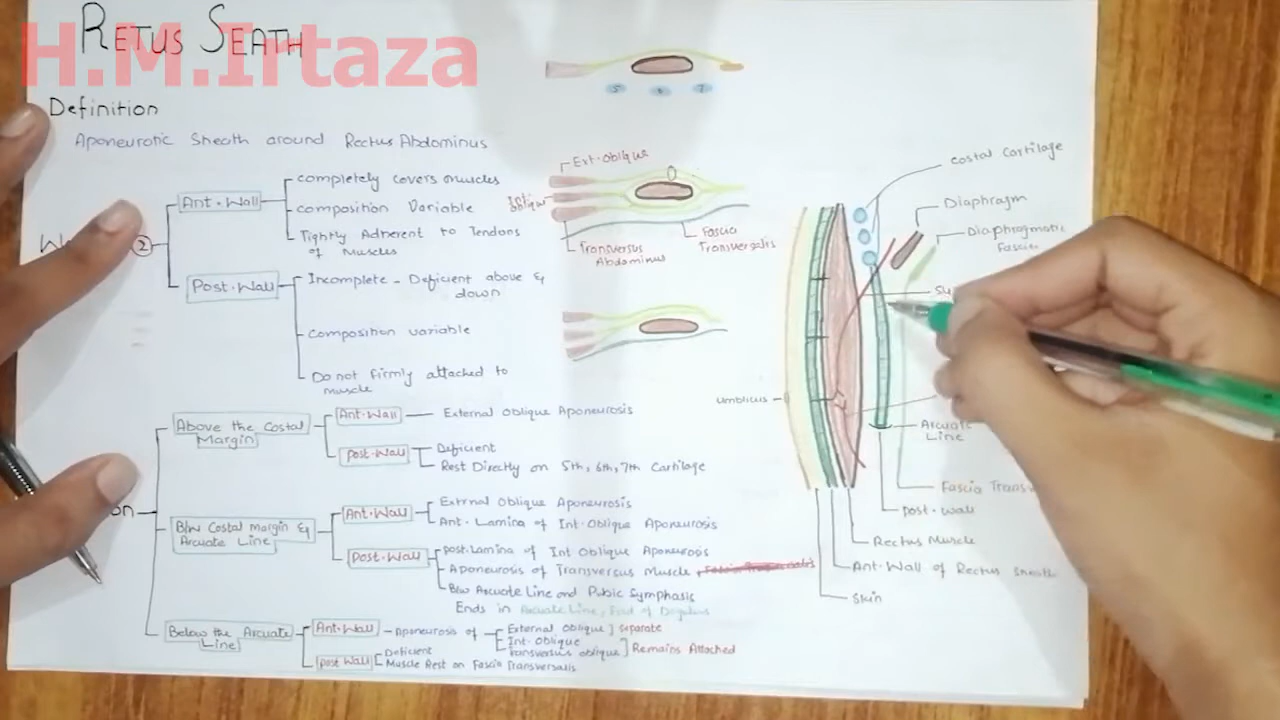 RETUS SEATH
H.M.Irtaza
Definition
Aponeurotic Sheath around Rectus Abdominus
②
Ant. Wall
completely covers muscles
composition Variable
Tightly Adherent to Tendons
of Muscles
Post. Wall
Incomplete - Deficient above &
down
composition variable
Do not firmly attached to
muscle
Above the Costal
Margin
Ant. Wall
External Oblique Aponeurosis
Post. Wall
Deficient
Rest Directly on 5th, 6th, 7th Cartilage
B/w Costal margin &
Arcuate Line
Ant. Wall
External Oblique Aponeurosis
Ant. Lamina of Int. Oblique Aponeurosis
Post. Wall
post. Lamina of Int Oblique Aponeurosis
Aponeurosis of Transversus Muscle
B/w Arcuate Line and Pubic Symphasis
Ends in Arcuate Line, Fold of
Below the Arcuate
Line
Ant. Wall
Aponeurosis of
External Oblique ] separate
Int. Oblique
Transversus oblique ] Remains Attached
Post Wall
Deficient
Muscle Rest on Fascia Transversalis
5 6 7
Ext. Oblique
Int.
oblique
Transversus
Abdominus
Fascia
Transversalis
Costal Cartilage
Diaphragm
Diaphragmatic
Fascia
umblicus
Arcuate
Line
Fascia
Post. Wall
Rectus Muscle
Ant. Wall of Rectus Sheath
Skin